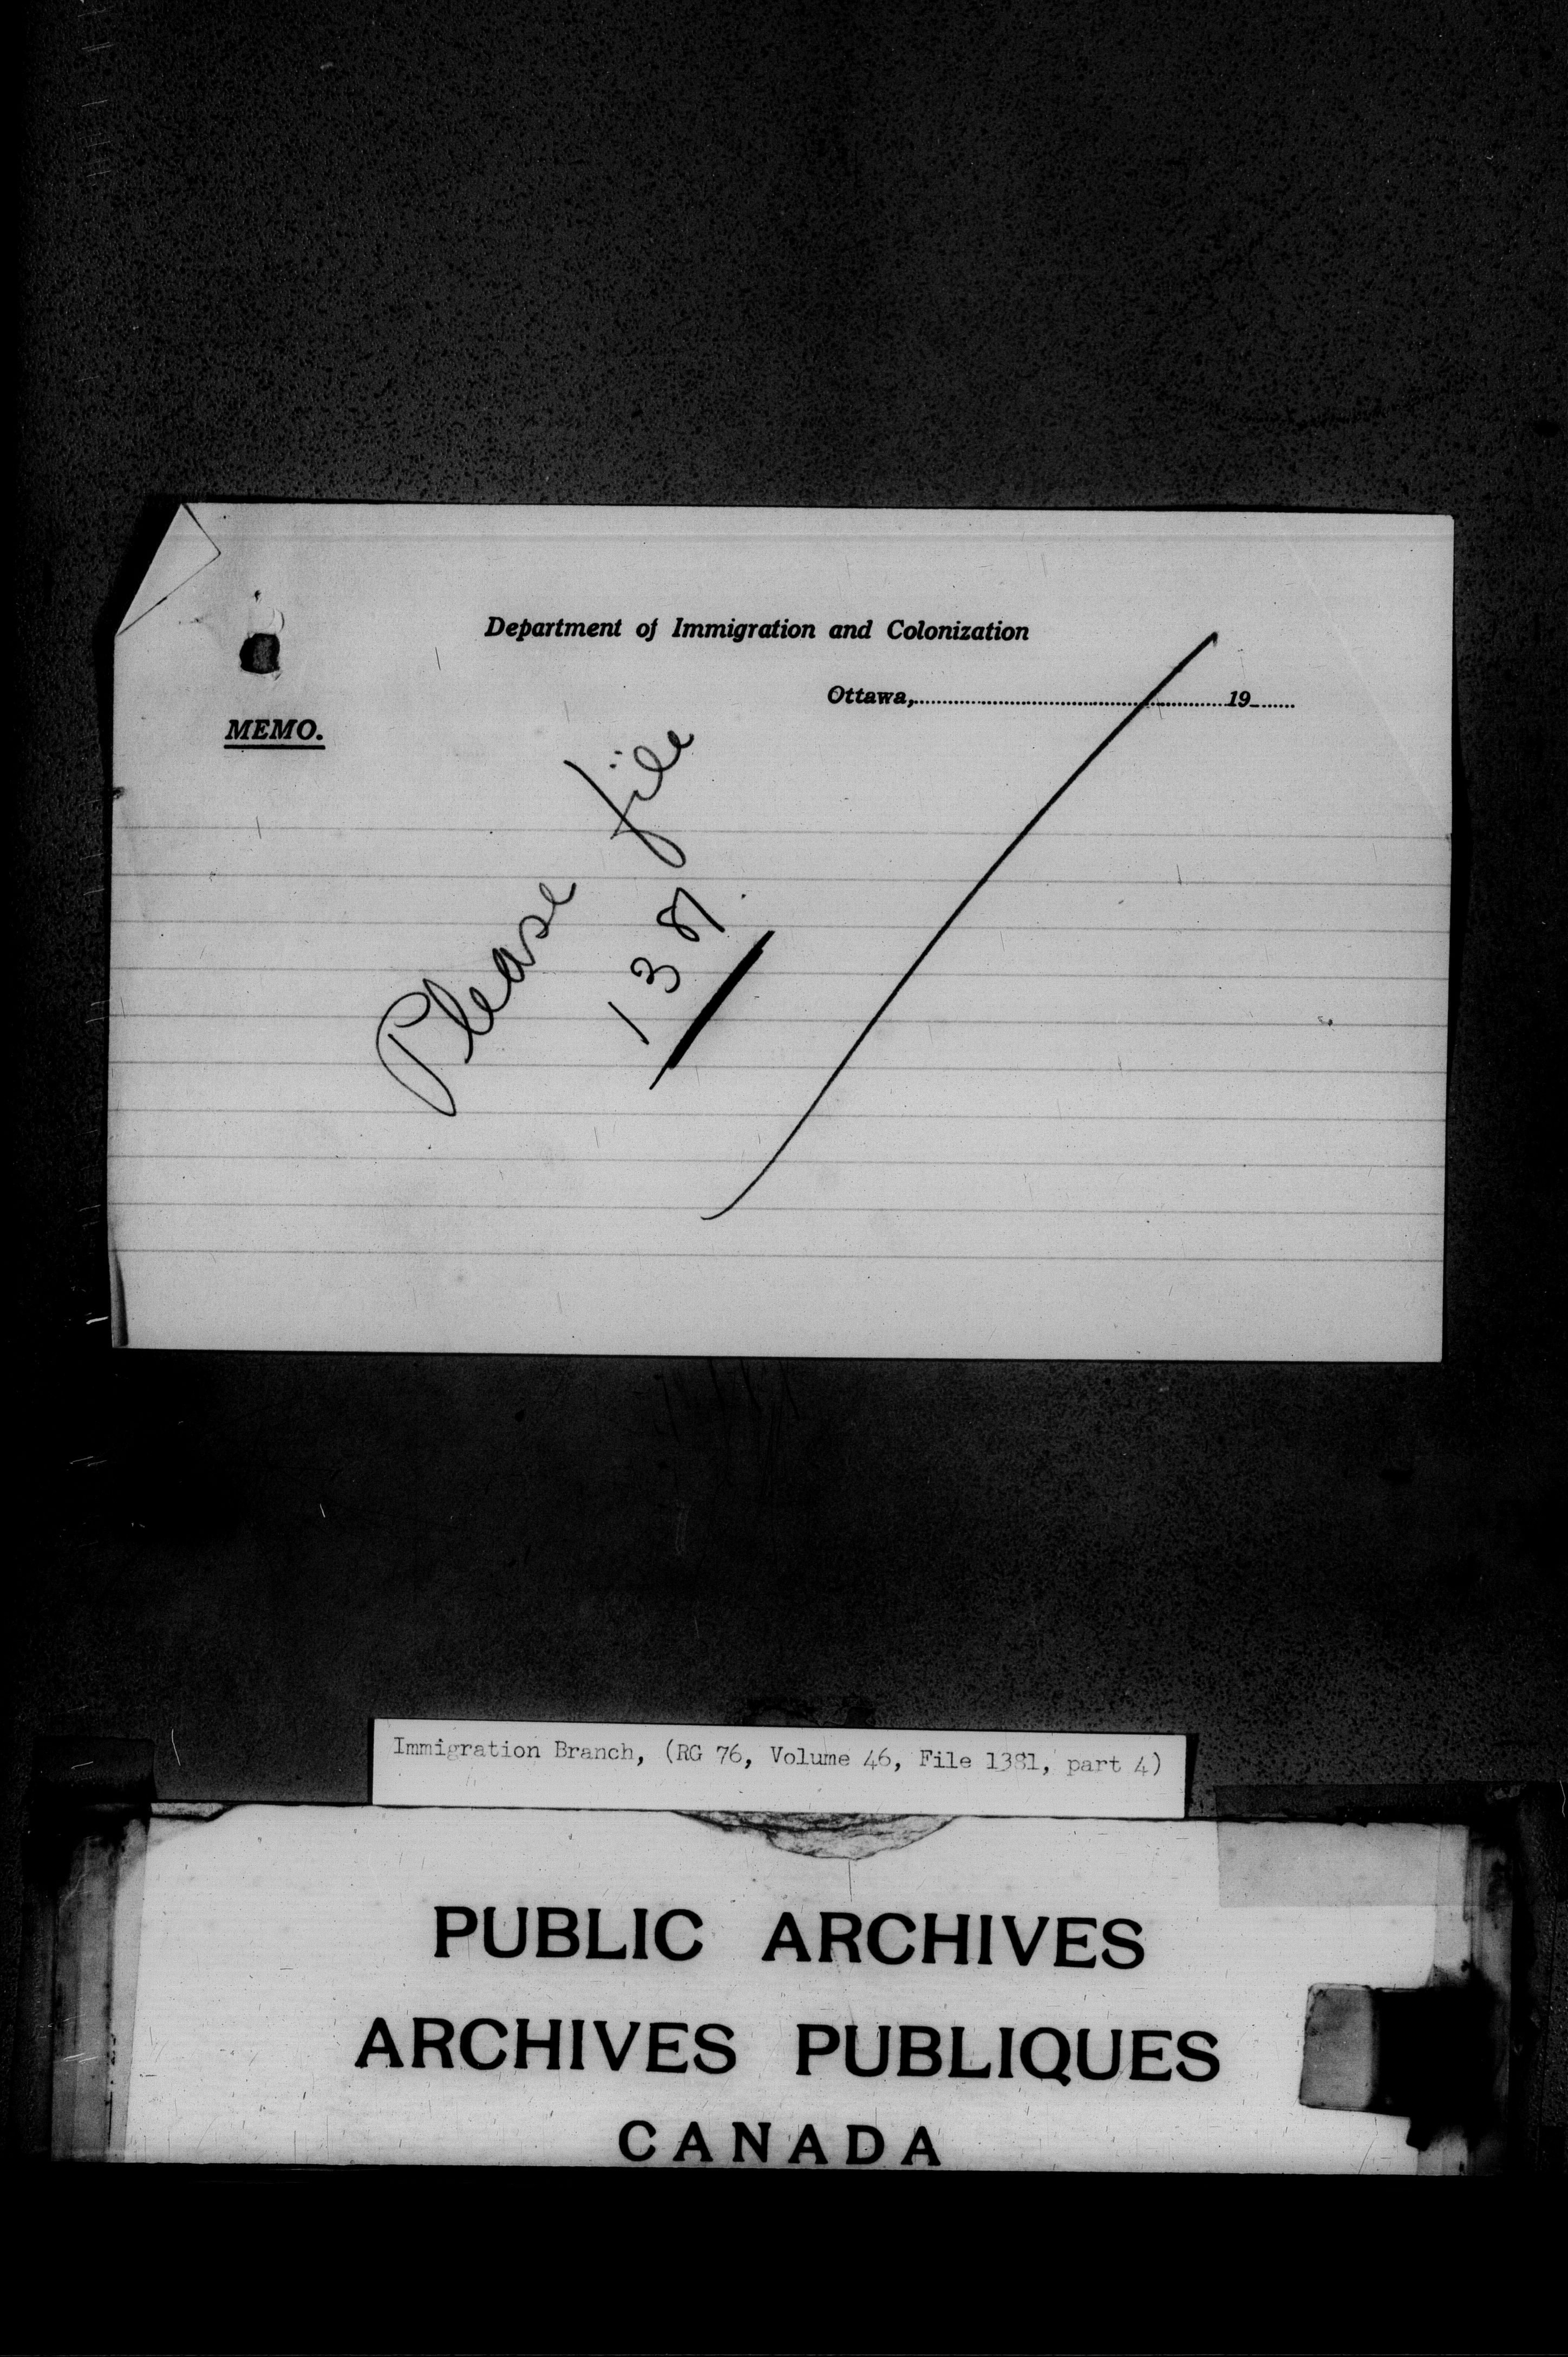 Department of Immigration and Colonization
Ottawa,..........19......
MEMO.
Please file
1381
Immigration Branch, (RG 76, Volume 46, File 1381, part 4)
PUBLIC ARCHIVES
ARCHIVES PUBLIQUES
CANADA